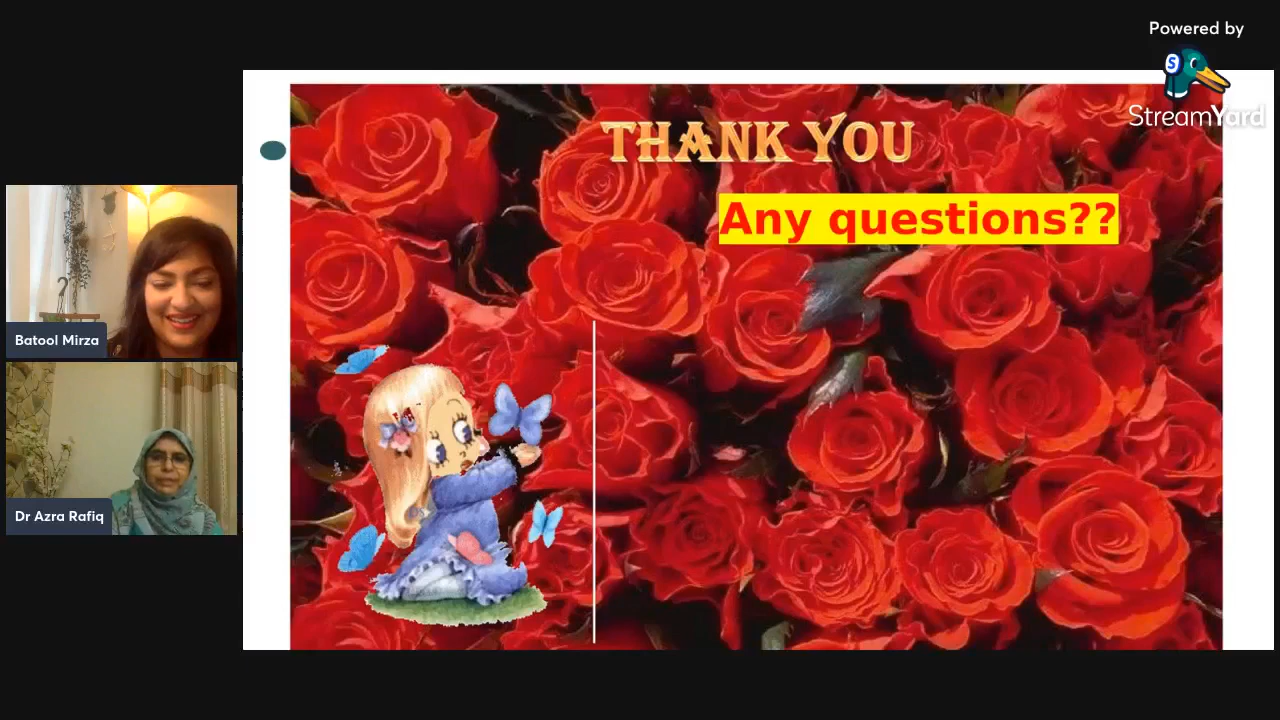 Powered by
StreamYard
THANK YOU
Any questions??
Batool Mirza
Dr Azra Rafiq